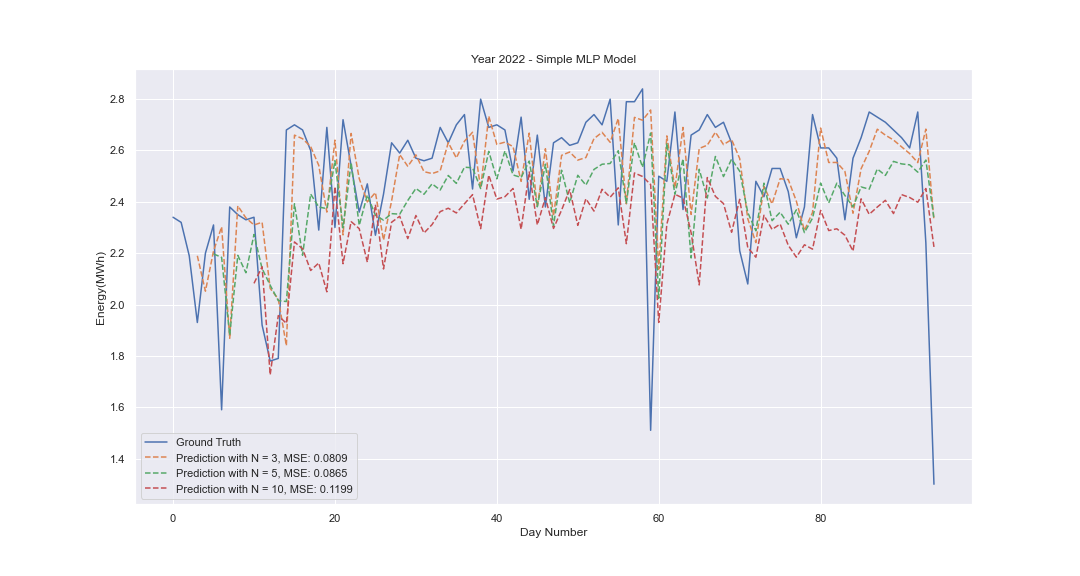 Year 2022 - Simple MLP Model
Energy(MWh)
2.8
2.6
2.4
2.2
2.0
1.8
1.6
1.4
Ground Truth
Prediction with N = 3, MSE: 0.0809
Prediction with N = 5, MSE: 0.0865
Prediction with N = 10, MSE: 0.1199
0 20 40 60 80
Day Number